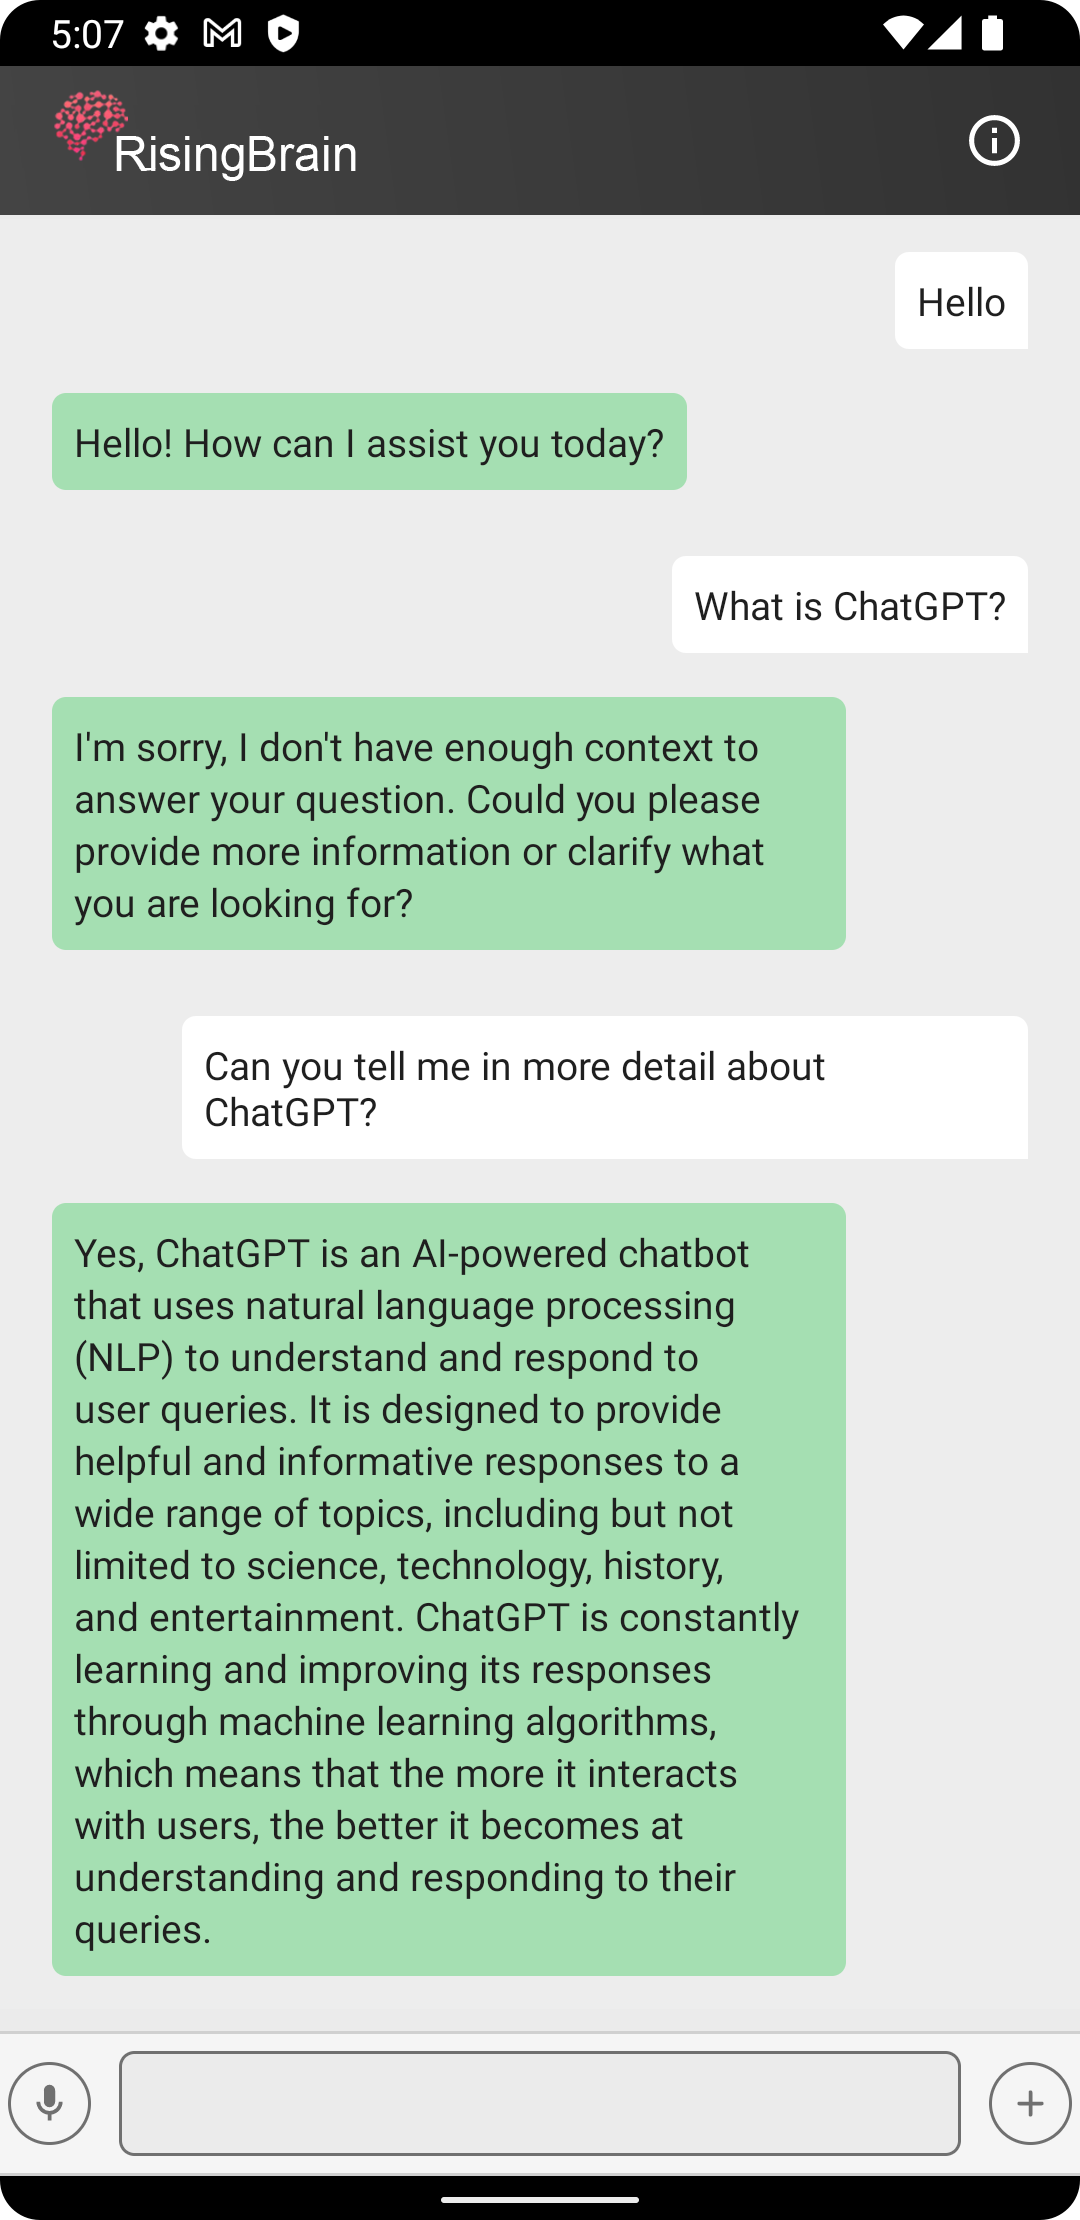 5:07
RisingBrain
Hello
Hello! How can I assist you today?
What is ChatGPT?
I'm sorry, I don't have enough context to
answer your question. Could you please
provide more information or clarify what
you are looking for?
Can you tell me in more detail about
ChatGPT?
Yes, ChatGPT is an AI-powered chatbot
that uses natural language processing
(NLP) to understand and respond to
user queries. It is designed to provide
helpful and informative responses to a
wide range of topics, including but not
limited to science, technology, history,
and entertainment. ChatGPT is constantly
learning and improving its responses
through machine learning algorithms,
which means that the more it interacts
with users, the better it becomes at
understanding and responding to their
queries.